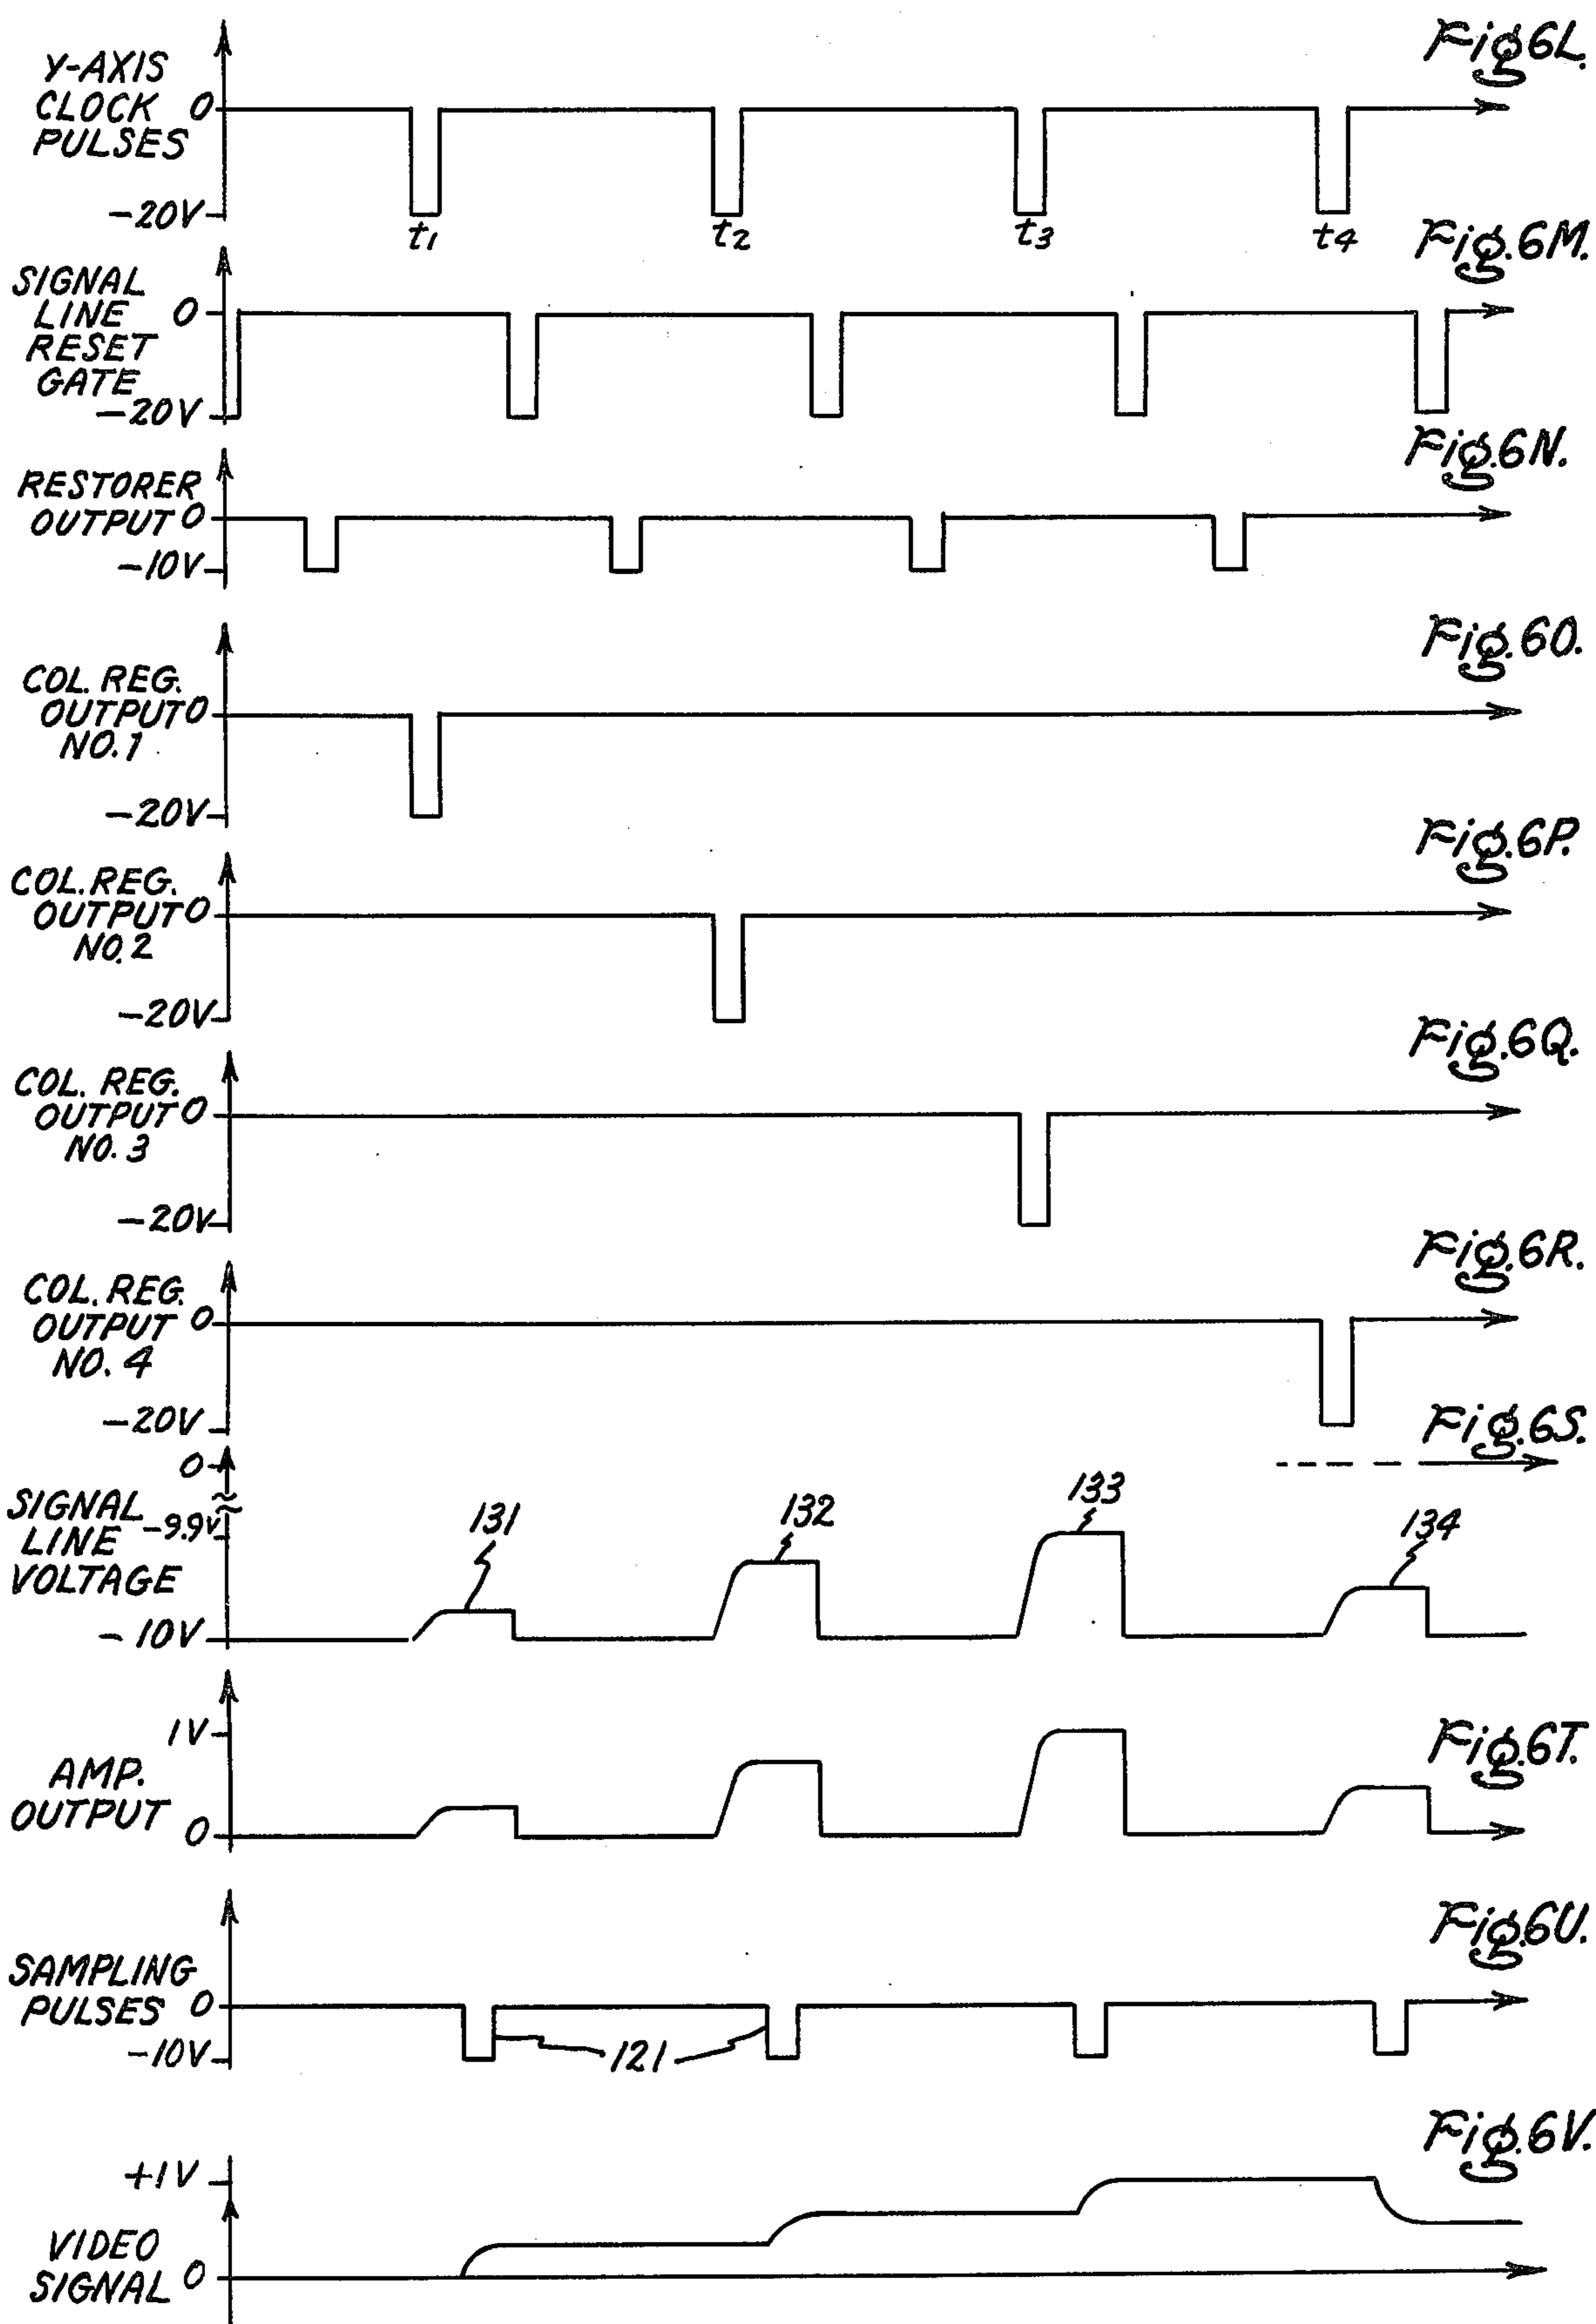 Fig 6L.
Y-AXIS
CLOCK 0
PULSES
-20V
t1 t2 t3 t4
Fig. 6M.
SIGNAL
LINE 0
RESET
GATE
-20V
Fig. 6N.
RESTORER
OUTPUT 0
-10V
Fig. 6O.
COL. REG.
OUTPUT 0
NO. 1
-20V
Fig. 6P.
COL. REG.
OUTPUT 0
NO. 2
-20V
Fig. 6Q.
COL. REG.
OUTPUT 0
NO. 3
-20V
Fig. 6R.
COL. REG.
OUTPUT 0
NO. 4
-20V
Fig. 6S.
0
SIGNAL
LINE -9.9V
VOLTAGE
-10V
131 132 133 134
Fig. 6T.
1V
AMP.
OUTPUT
0
Fig. 6U.
SAMPLING
PULSES 0
-10V
121
Fig. 6V.
+1V
VIDEO
SIGNAL 0